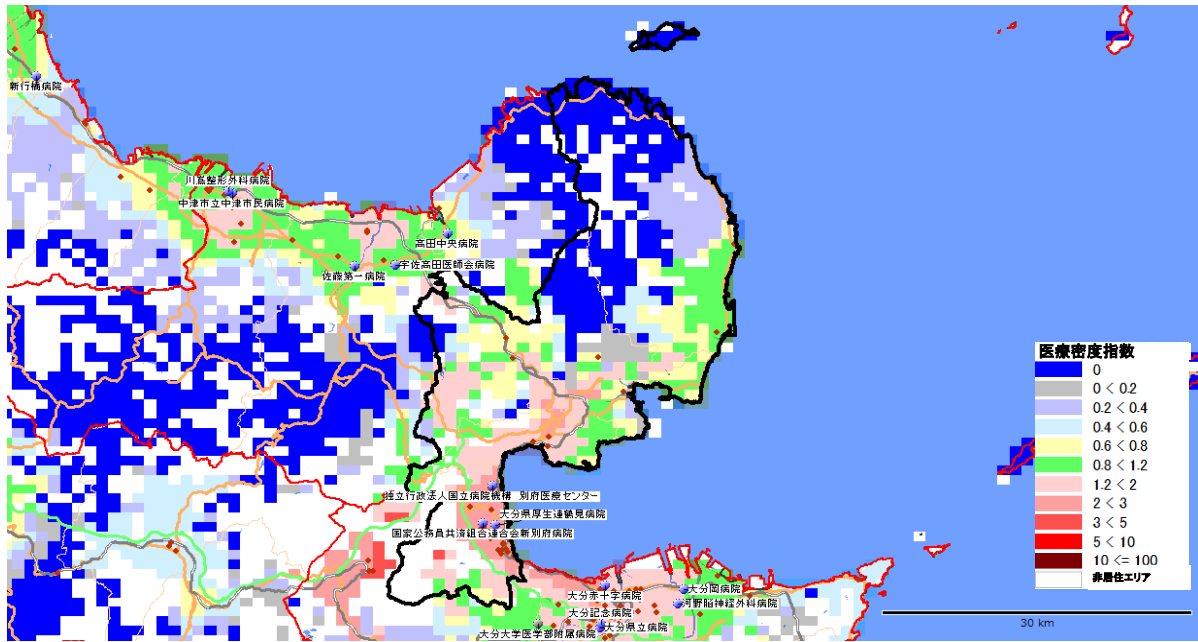 新行橋病院
川嶌整形外科病院
中津市立中津市民病院
高田中央病院
佐藤第一病院
宇佐高田医師会病院
独立行政法人国立病院機構 別府医療センター
大分県厚生連鶴見病院
国家公務員共済組合連合会新別府病院
大分赤十字病院
大分岡病院
河野脳神経外科病院
大分記念病院
大分県立病院
大分大学医学部附属病院
医療密度指数
0
0 < 0.2
0.2 < 0.4
0.4 < 0.6
0.6 < 0.8
0.8 < 1.2
1.2 < 2
2 < 3
3 < 5
5 < 10
10 <= 100
非居住エリア
30 km